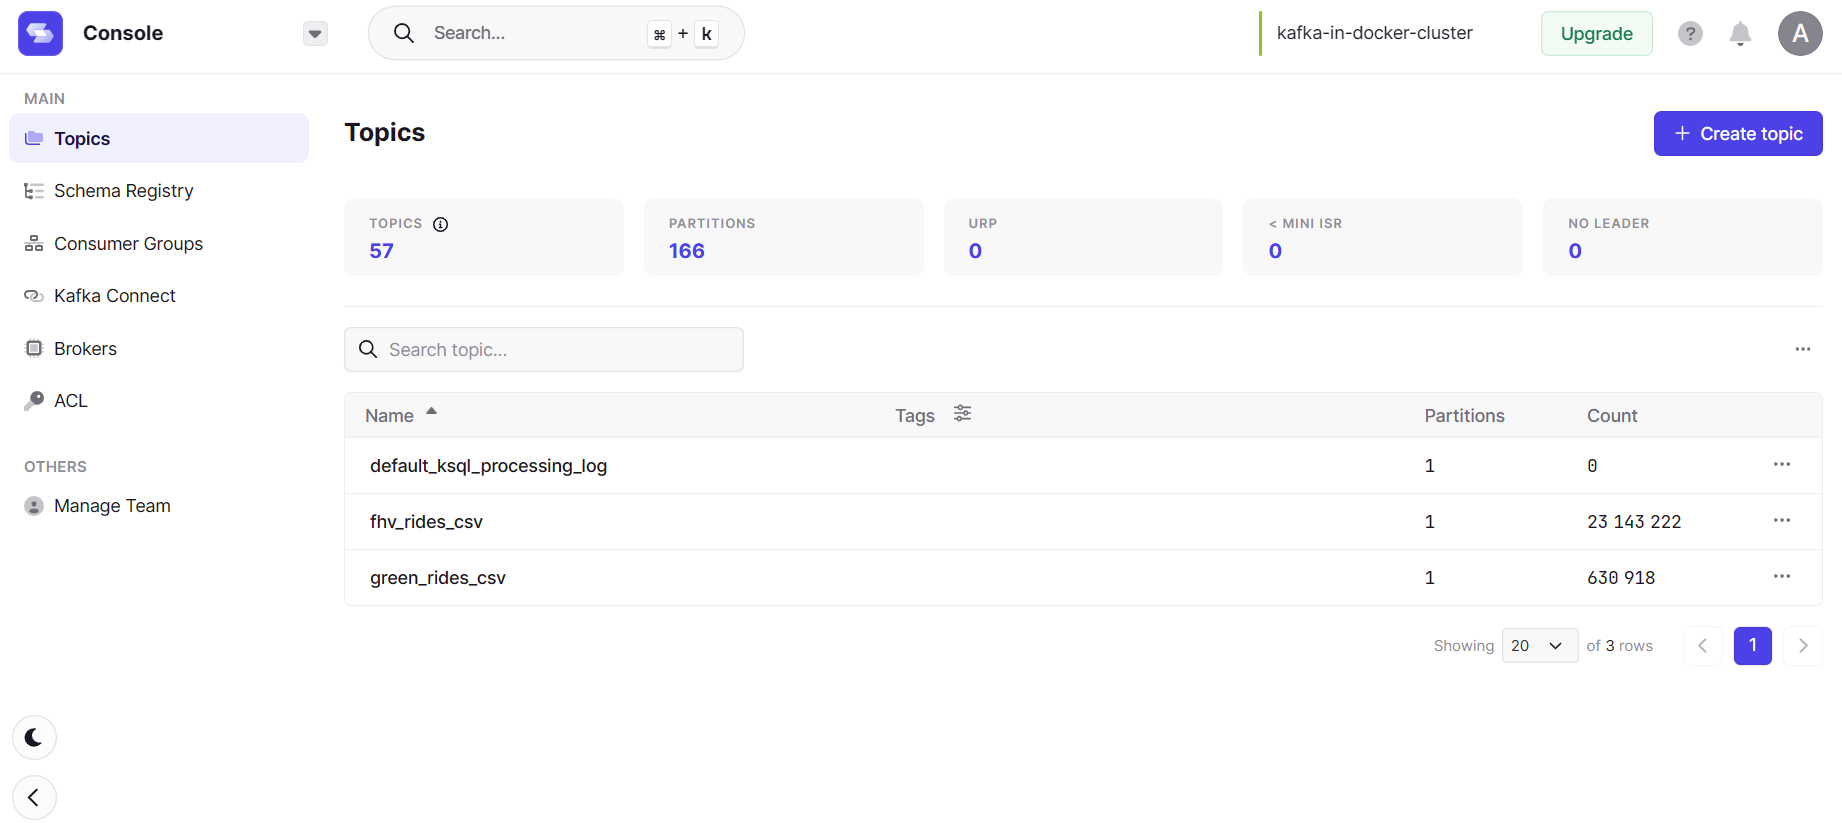 Console
Search... ⌘ + k
kafka-in-docker-cluster
Upgrade
?
A
MAIN
Topics
Schema Registry
Consumer Groups
Kafka Connect
Brokers
ACL
OTHERS
Manage Team
Topics
+ Create topic
TOPICS
57
PARTITIONS
166
URP
0
< MINI ISR
0
NO LEADER
0
Search topic...
Name Tags Partitions Count
default_ksql_processing_log 1 0
fhv_rides_csv 1 23 143 222
green_rides_csv 1 630 918
Showing 20 of 3 rows 1